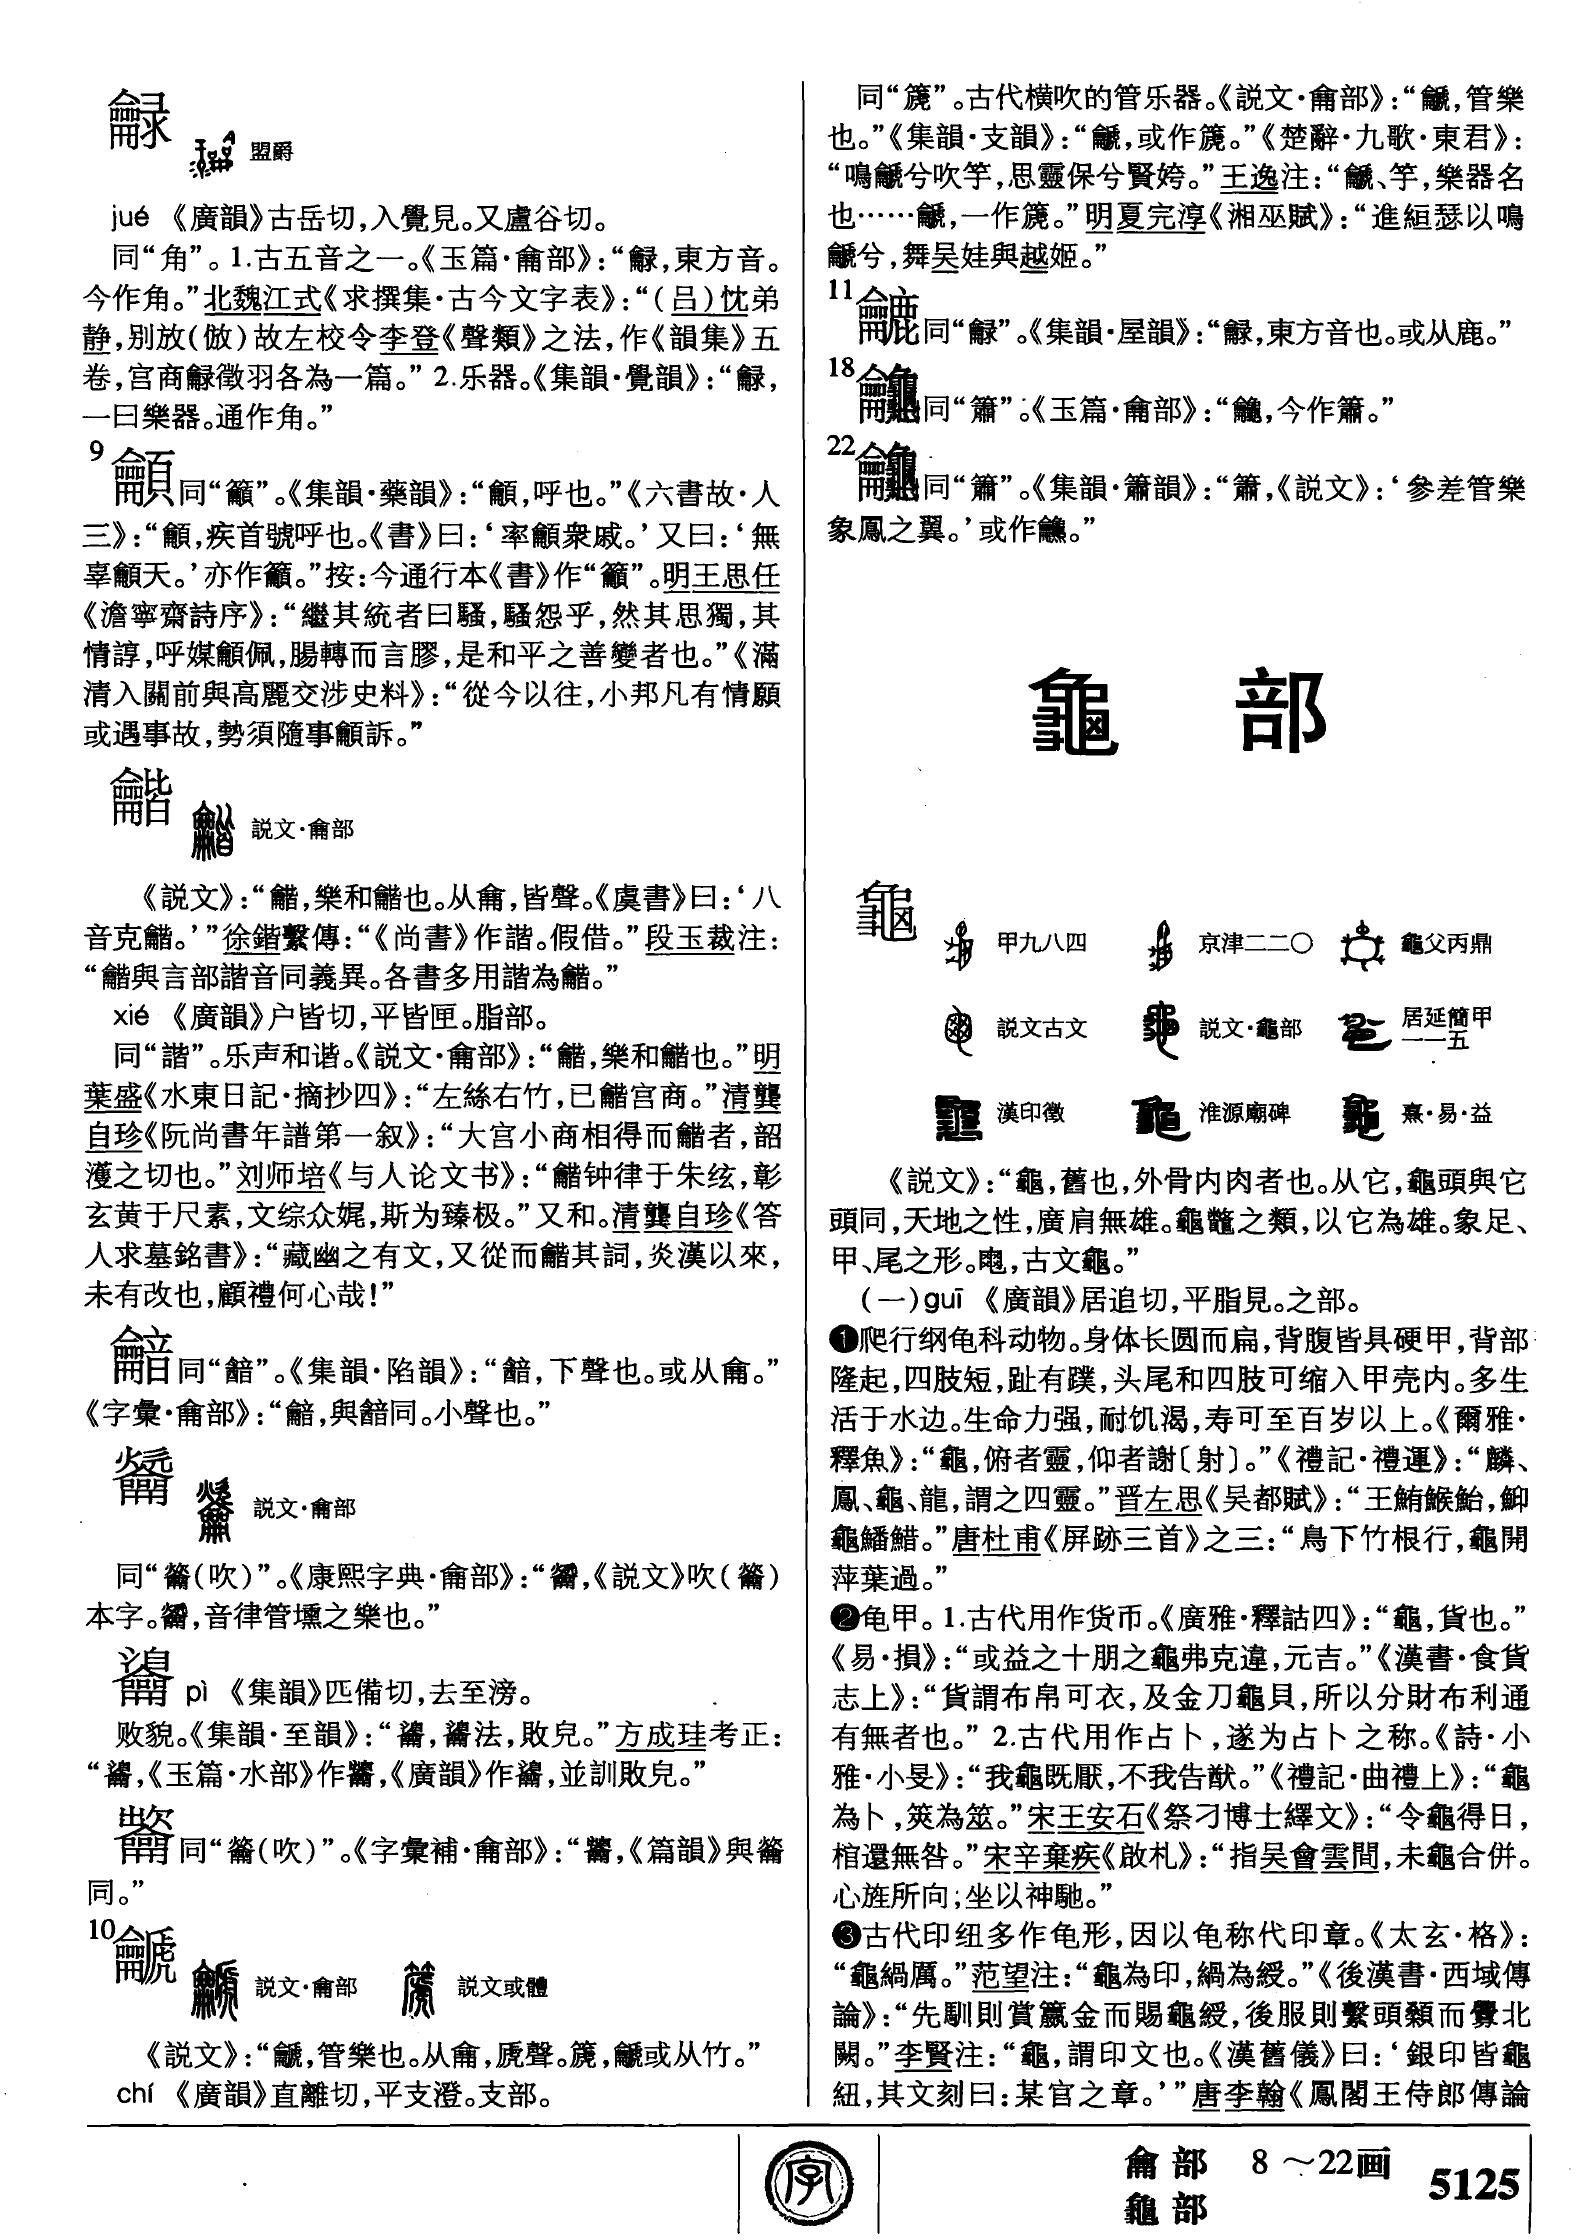 龣
盟爵
jué 《廣韻》古岳切,入覺見。又盧谷切。
同“角”。1.古五音之一。《玉篇·龠部》:“龣,東方音。
今作角。”北魏江式《求撰集·古今文字表》:“(吕)忱弟
静,別放(倣)故左校令李登《聲類》之法,作《韻集》五
卷,宫商龣徵羽各為一篇。”2.乐器。《集韻·覺韻》:“龣,
一曰樂器。通作角。”
9
龥同“籲”。《集韻·藥韻》:“龥,呼也。”《六書故·人
三》:“龥,疾首號呼也。《書》曰:‘率龥衆戚。’又曰:‘無
辜龥天。’亦作籲。”按:今通行本《書》作“籲”。明王思任
《澹寧齋詩序》:“繼其統者曰騷,騷怨乎,然其思獨,其
情諄,呼媒龥佩,腸轉而言膠,是和平之善變者也。”《滿
清入關前與高麗交涉史料》:“從今以往,小邦凡有情願
或遇事故,勢須隨事龥訴。”
龤
説文·龠部
《説文》:“龤,樂和龤也。从龠,皆聲。《虞書》曰:‘八
音克龤。’”徐鍇繫傳:“《尚書》作諧。假借。”段玉裁注:
“龤與言部諧音同義異。各書多用諧為龤。”
xié 《廣韻》户皆切,平皆匣。脂部。
同“諧”。乐声和谐。《説文·龠部》:“龤,樂和龤也。”明
葉盛《水東日記·摘抄四》:“左絲右竹,已龤宫商。”清龔
自珍《阮尚書年譜第一叙》:“大宫小商相得而龤者,韶
濩之切也。”刘师培《与人论文书》:“龤钟律于朱绂,彰
玄黄于尺素,文综众娓,斯为臻极。”又和。清龔自珍《答
人求墓銘書》:“藏幽之有文,又從而龤其詞,炎漢以來,
未有改也,顧禮何心哉!”
同“韽”。《集韻·陷韻》:“韽,下聲也。或从龠。”
《字彙·龠部》:“,與韽同。小聲也。”
説文·龠部
同“龡(吹)”。《康熙字典·龠部》:“,《説文》吹(龡)
本字。,音律管壎之樂也。”
pì 《集韻》匹備切,去至滂。
败貌。《集韻·至韻》:“,法,敗皃。”方成珪考正:
“,《玉篇·水部》作,《廣韻》作,並訓敗皃。”
同“龡(吹)”。《字彙補·龠部》:“,《篇韻》與龡
同。”
10
龥
説文·龠部 説文或體
《説文》:“䶵,管樂也。从龠,虒聲。篪,䶵或从竹。”
chí 《廣韻》直離切,平支澄。支部。
同“篪”。古代横吹的管乐器。《説文·龠部》:“䶵,管樂
也。”《集韻·支韻》:“䶵,或作篪。”《楚辭·九歌·東君》:
“鳴䶵兮吹竽,思靈保兮賢姱。”王逸注:“䶵、竽,樂器名
也……䶵,一作篪。”明夏完淳《湘巫賦》:“進絙瑟以鳴
䶵兮,舞吴娃與越姬。”
11
同“龣”。《集韻·屋韻》:“龣,東方音也。或从鹿。”
18
同“簫”。《玉篇·龠部》:“,今作簫。”
22
同“簫”。《集韻·簫韻》:“簫,《説文》:‘參差管樂
象鳳之翼。’或作。”
龜 部
龜
甲九八四 京津二二〇 龜父丙鼎
説文古文 説文·龜部 居延簡甲一一五
漢印徵 淮源廟碑 熹·易·益
《説文》:“龜,舊也,外骨内肉者也。从它,龜頭與它
頭同,天地之性,廣肩無雄。龜鼈之類,以它為雄。象足、
甲、尾之形。,古文龜。”
(一)guī 《廣韻》居追切,平脂見。之部。
❶爬行纲龟科动物。身体长圆而扁,背腹皆具硬甲,背部
隆起,四肢短,趾有蹼,头尾和四肢可缩入甲壳内。多生
活于水边。生命力强,耐饥渴,寿可至百岁以上。《爾雅·
釋魚》:“龜,俯者靈,仰者謝〔射〕。”《禮記·禮運》:“麟、
鳳、龜、龍,謂之四靈。”晋左思《吴都賦》:“王鮪鯸鮐,䱍
龜鱕䱜。”唐杜甫《屏跡三首》之三:“鳥下竹根行,龜開
萍葉過。”
❷龟甲。1.古代用作货币。《廣雅·釋詁四》:“龜,貨也。”
《易·損》:“或益之十朋之龜弗克違,元吉。”《漢書·食貨
志上》:“貨謂布帛可衣,及金刀龜貝,所以分財布利通
有無者也。”2.古代用作占卜,遂为占卜之称。《詩·小
雅·小旻》:“我龜既厭,不我告猷。”《禮記·曲禮上》:“龜
為卜,筴為筮。”宋王安石《祭刁博士繹文》:“令龜得日,
棺還無咎。”宋辛棄疾《啟札》:“指吴會雲間,未龜合併。
心旌所向;坐以神馳。”
❸古代印纽多作龟形,因以龟称代印章。《太玄·格》:
“龜緺厲。”范望注:“龜為印,緺為綬。”《後漢書·西域傳
論》:“先馴則賞籯金而賜龜綬,後服則繫頭顙而釁北
闕。”李賢注:“龜,謂印文也。《漢舊儀》曰:‘銀印皆龜
紐,其文刻曰:某官之章。’”唐李翰《鳳閣王侍郎傳論
字
龠部 8～22画
龜部
5125